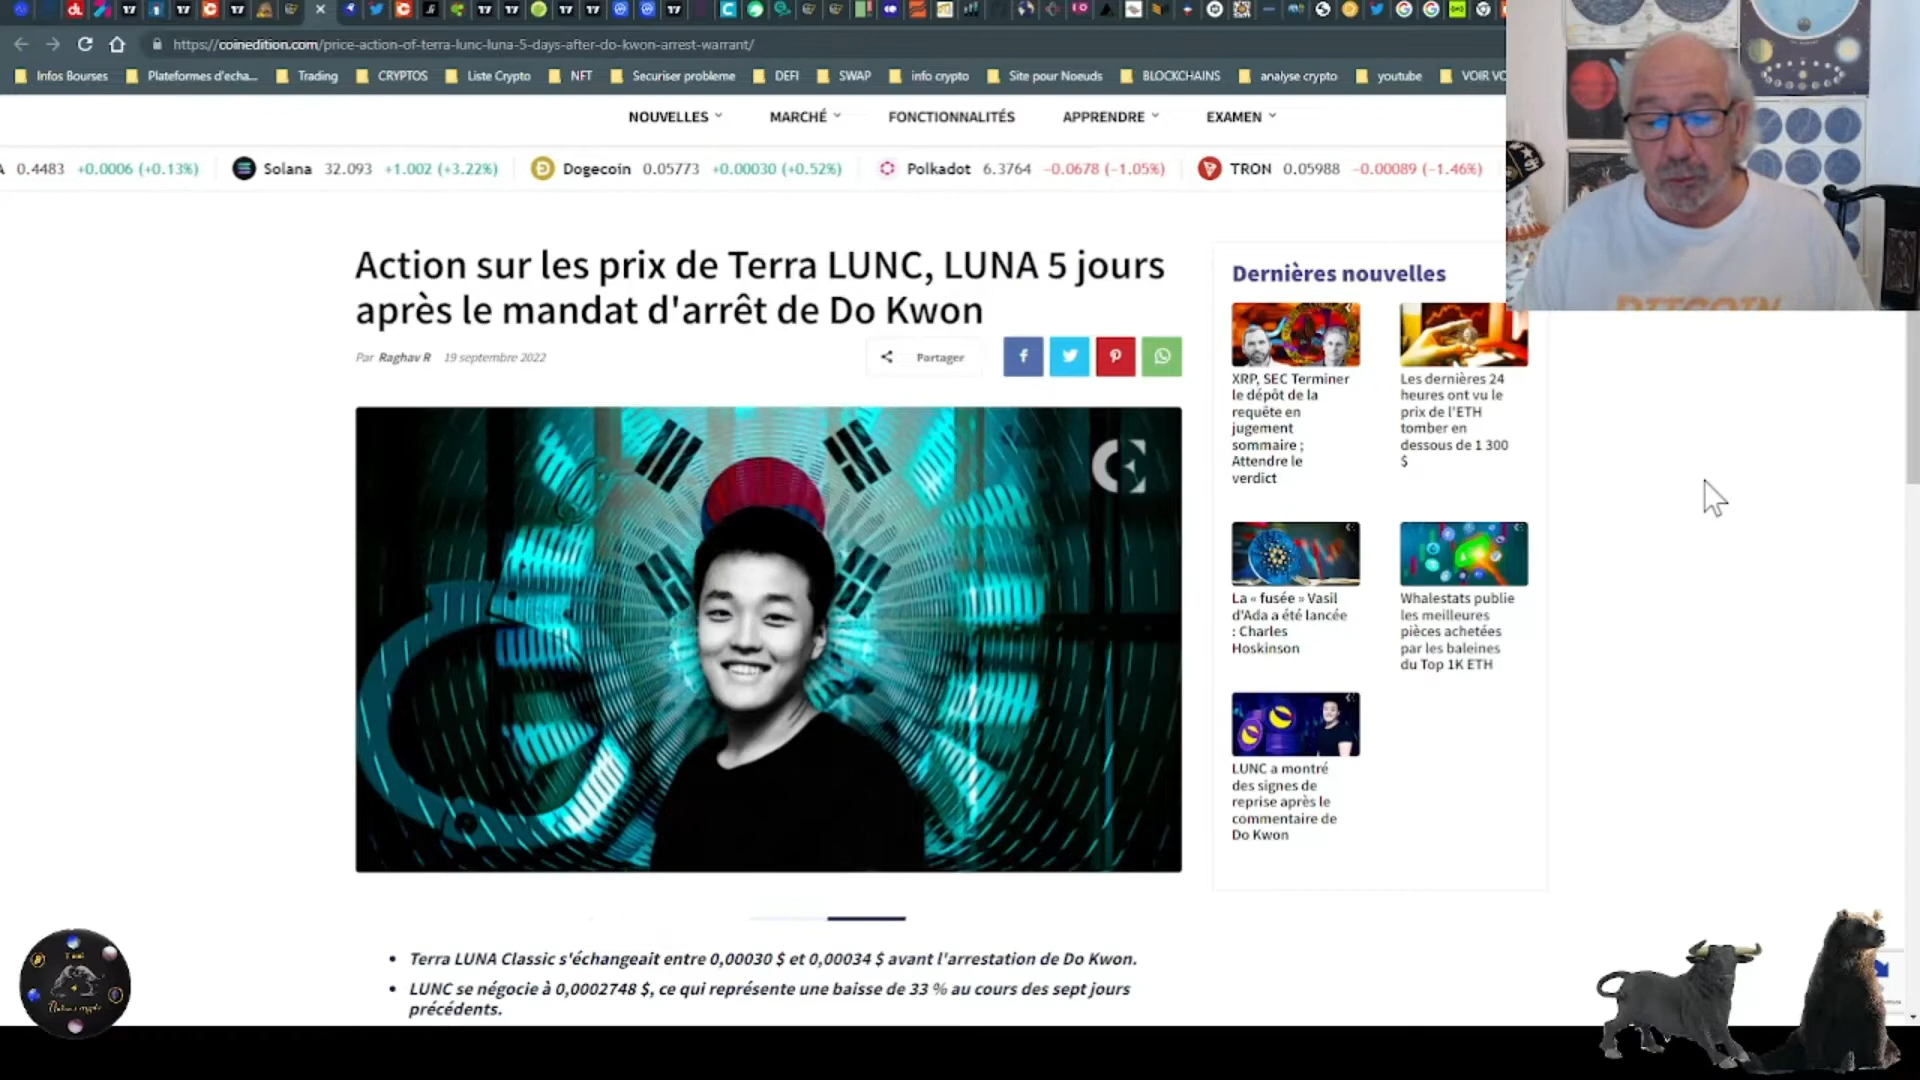 https://coinedition.com/price-action-of-terra-lunc-luna-5-days-after-do-kwon-arrest-warrant/
Infos Bourses
Plateformes d'echa...
Trading
CRYPTOS
Liste Crypto
NFT
Securiser probleme
DEFI
SWAP
info crypto
Site pour Noeuds
BLOCKCHAINS
analyse crypto
youtube
VOIR VO
NOUVELLES
MARCHÉ
FONCTIONNALITÉS
APPRENDRE
EXAMEN
A 0.4483 +0.0006 (+0.13%)
Solana 32.093 +1.002 (+3.22%)
Dogecoin 0.05773 +0.00030 (+0.52%)
Polkadot 6.3764 −0.0678 (−1.05%)
TRON 0.05988 −0.00089 (−1.46%)
Action sur les prix de Terra LUNC, LUNA 5 jours
après le mandat d'arrêt de Do Kwon
Par Raghav R 19 septembre 2022
Partager
Dernières nouvelles
XRP, SEC Terminer
le dépôt de la
requête en
jugement
sommaire ;
Attendre le
verdict
Les dernières 24
heures ont vu le
prix de l'ETH
tomber en
dessous de 1 300
$
La « fusée » Vasil
d'Ada a été lancée
: Charles
Hoskinson
Whalestats publie
les meilleures
pièces achetées
par les baleines
du Top 1K ETH
LUNC a montré
des signes de
reprise après le
commentaire de
Do Kwon
• Terra LUNA Classic s'échangeait entre 0,00030 $ et 0,00034 $ avant l'arrestation de Do Kwon.
• LUNC se négocie à 0,0002748 $, ce qui représente une baisse de 33 % au cours des sept jours
précédents.
BITCOIN